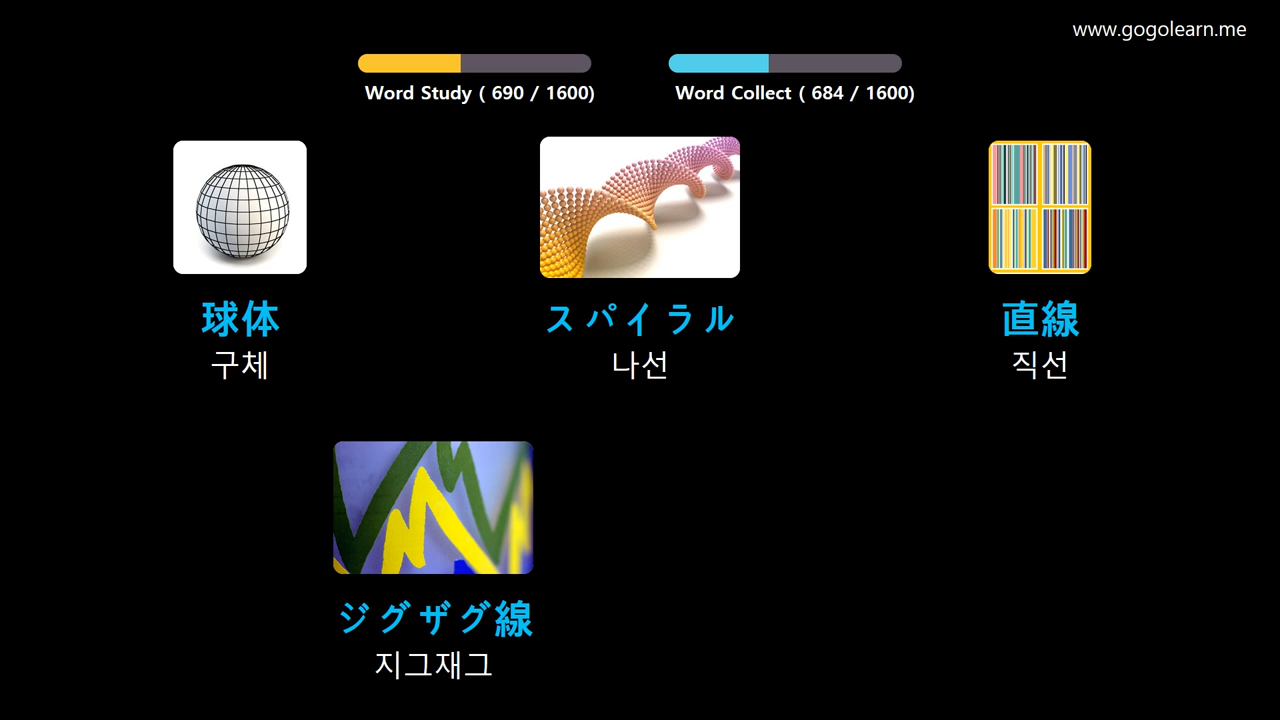 www.gogolearn.me
Word Study ( 690 / 1600)
Word Collect ( 684 / 1600)
球体
구체
スパイラル
나선
直線
직선
ジグザグ線
지그재그